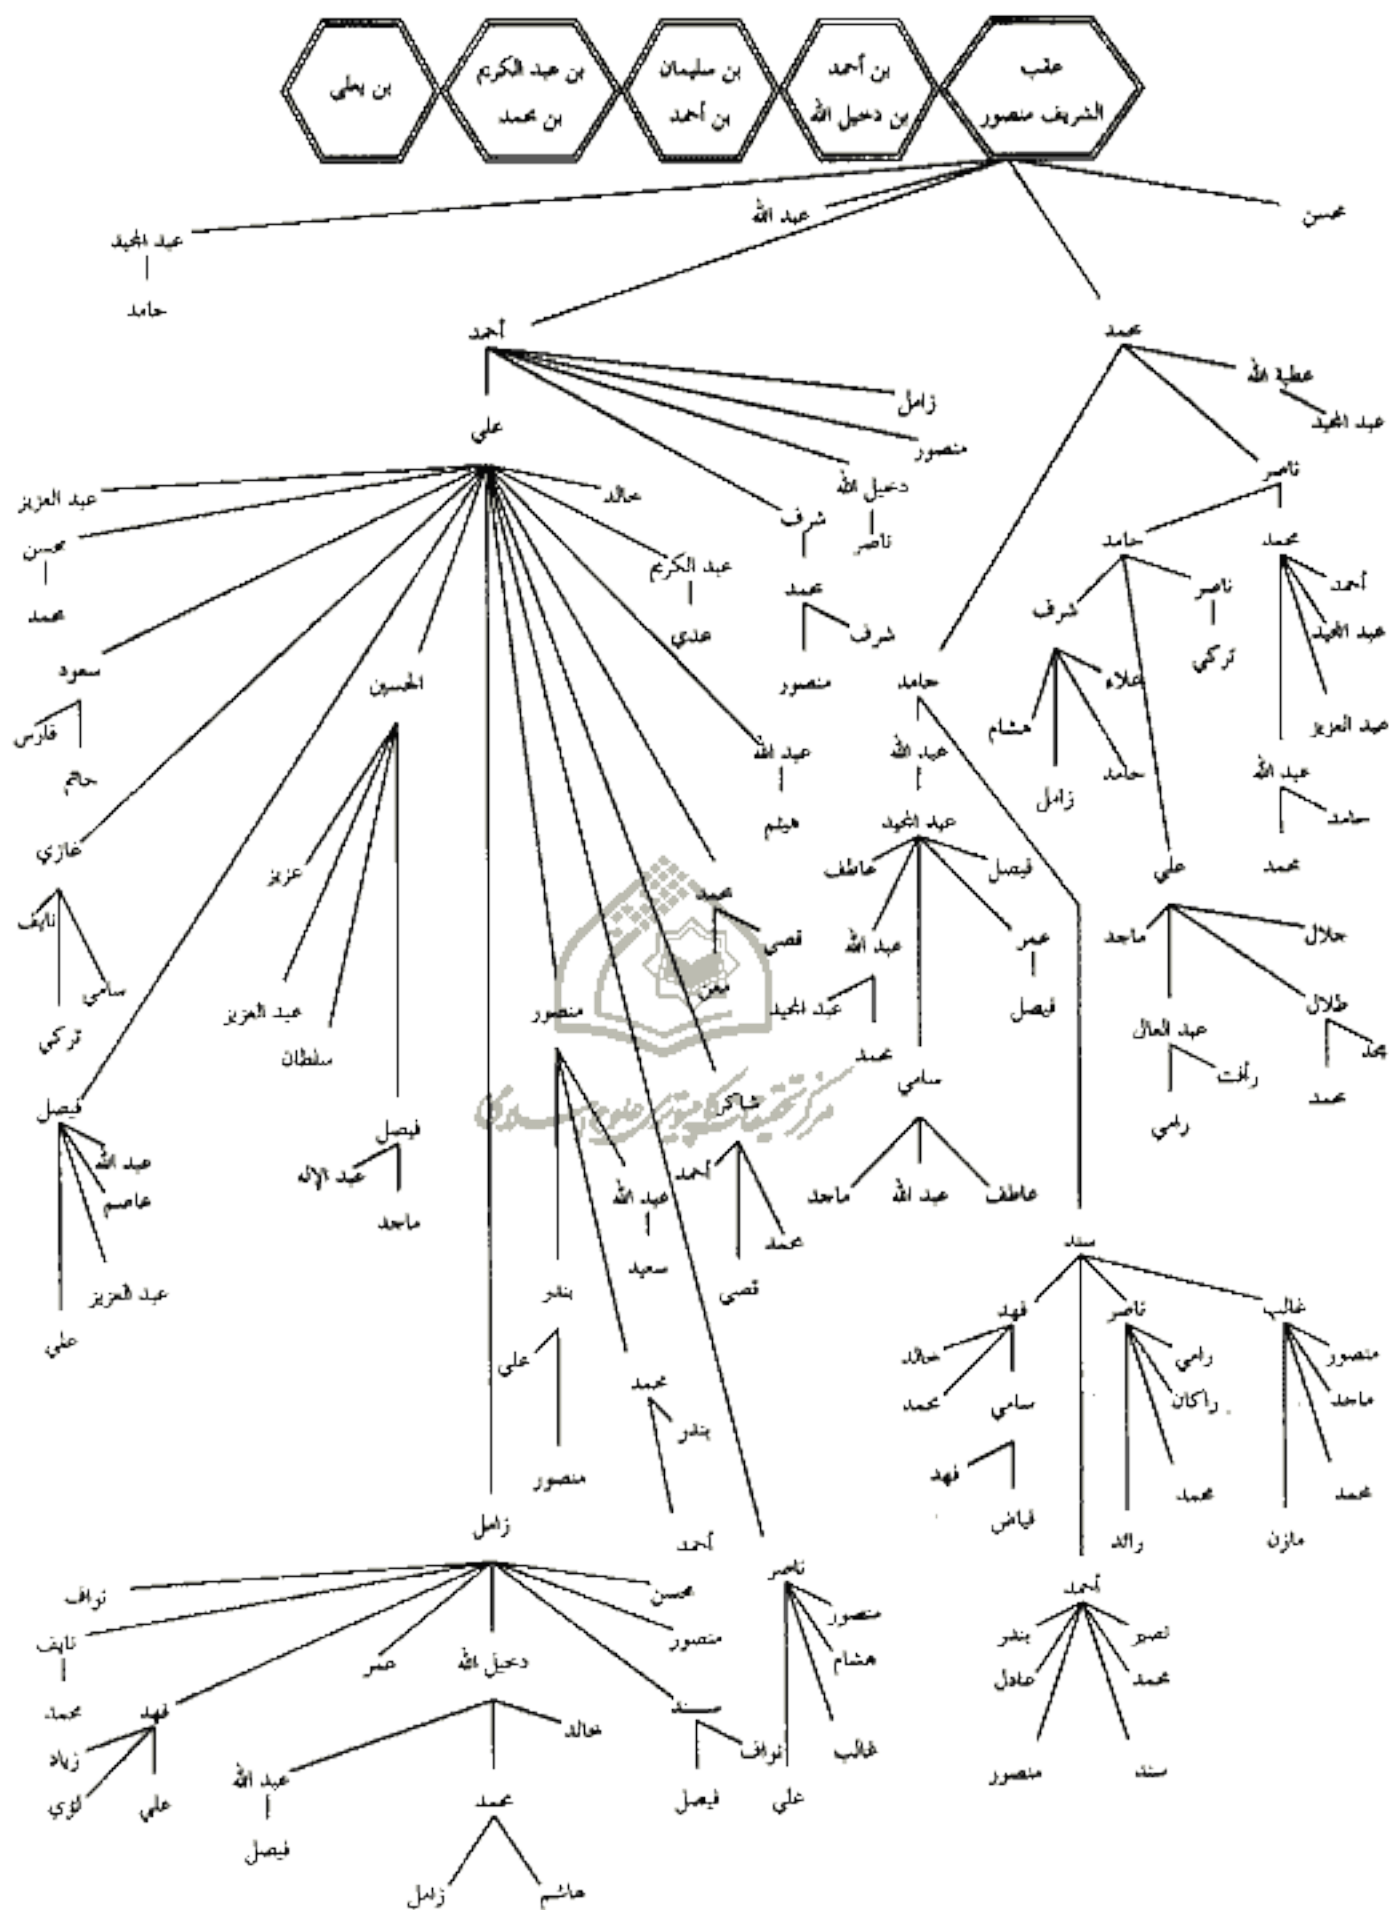 عقب
الشريف منصور
بن أحمد
بن دخيل الله
بن سليمان
بن أحمد
بن عبد الكريم
بن محمد
بن يعلي
محسن
عبد الله
عبد المجيد
حامد
محمد
أحمد
عطية الله
عبد المجيد
زامل
علي
منصور
ناصر
دخيل الله
خالد
عبد العزيز
شرف
ناصر
حامد
محمد
محسن
عبد الكريم
أحمد
محمد
ناصر
شرف
محمد
عدي
شرف
عبد المجيد
تركي
سعود
الحسين
منصور
حامد
علاء
هشام
عبد العزيز
فارس
حاتم
عبد الله
هيثم
عبد الله
حامد
زامل
عبد الله
حامد
محمد
عبد المجيد
غازي
عزيز
محمد
عاطف
فيصل
علي
نايف
قصي
عبد الله
عمر
ماجد
جلال
سامي
تركي
عبد العزيز
سلطان
منصور
معن
عبد المجيد
محمد
فيصل
عبد العال
طلال
رأفت
محمد
رامي
فيصل
فيصل
شاكر
سامي
عبد الله
عاصم
عبد العزيز
علي
عبد الإله
ماجد
عبد الله
سعيد
أحمد
محمد
قصي
ماجد
عبد الله
عاطف
سند
بندر
علي
منصور
محمد
بندر
أحمد
فهد
ناصر
غالب
خالد
محمد
سامي
رامي
راكان
منصور
ماجد
فهد
فياض
محمد
رائد
محمد
مازن
زامل
ناصر
أحمد
نواف
نايف
محمد
فهد
عمر
دخيل الله
محسن
منصور
سند
منصور
هشام
غالب
علي
بندر
عادل
نصير
محمد
منصور
سند
زياد
لؤي
علي
عبد الله
فيصل
محمد
خالد
نواف
فيصل
زامل
هاشم
مركز تحقيقات كامپيوتري علوم اسلامي